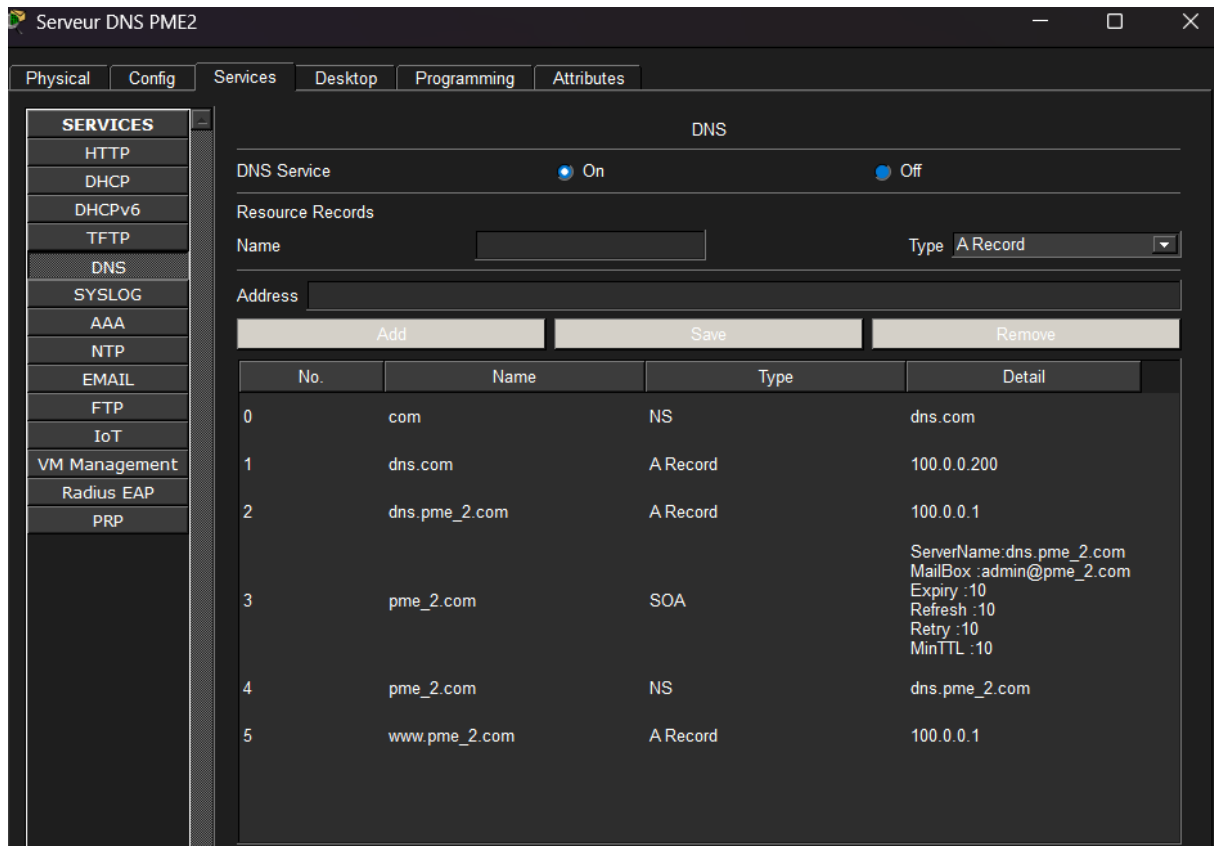 Serveur DNS PME2
Physical Config Services Desktop Programming Attributes
SERVICES
HTTP
DHCP
DHCPv6
TFTP
DNS
SYSLOG
AAA
NTP
EMAIL
FTP
IoT
VM Management
Radius EAP
PRP
DNS
DNS Service On Off
Resource Records
Name Type A Record
Address
Add Save Remove
No. Name Type Detail
0 com NS dns.com
1 dns.com A Record 100.0.0.200
2 dns.pme_2.com A Record 100.0.0.1
3 pme_2.com SOA
ServerName:dns.pme_2.com
MailBox :admin@pme_2.com
Expiry :10
Refresh :10
Retry :10
MinTTL :10
4 pme_2.com NS dns.pme_2.com
5 www.pme_2.com A Record 100.0.0.1